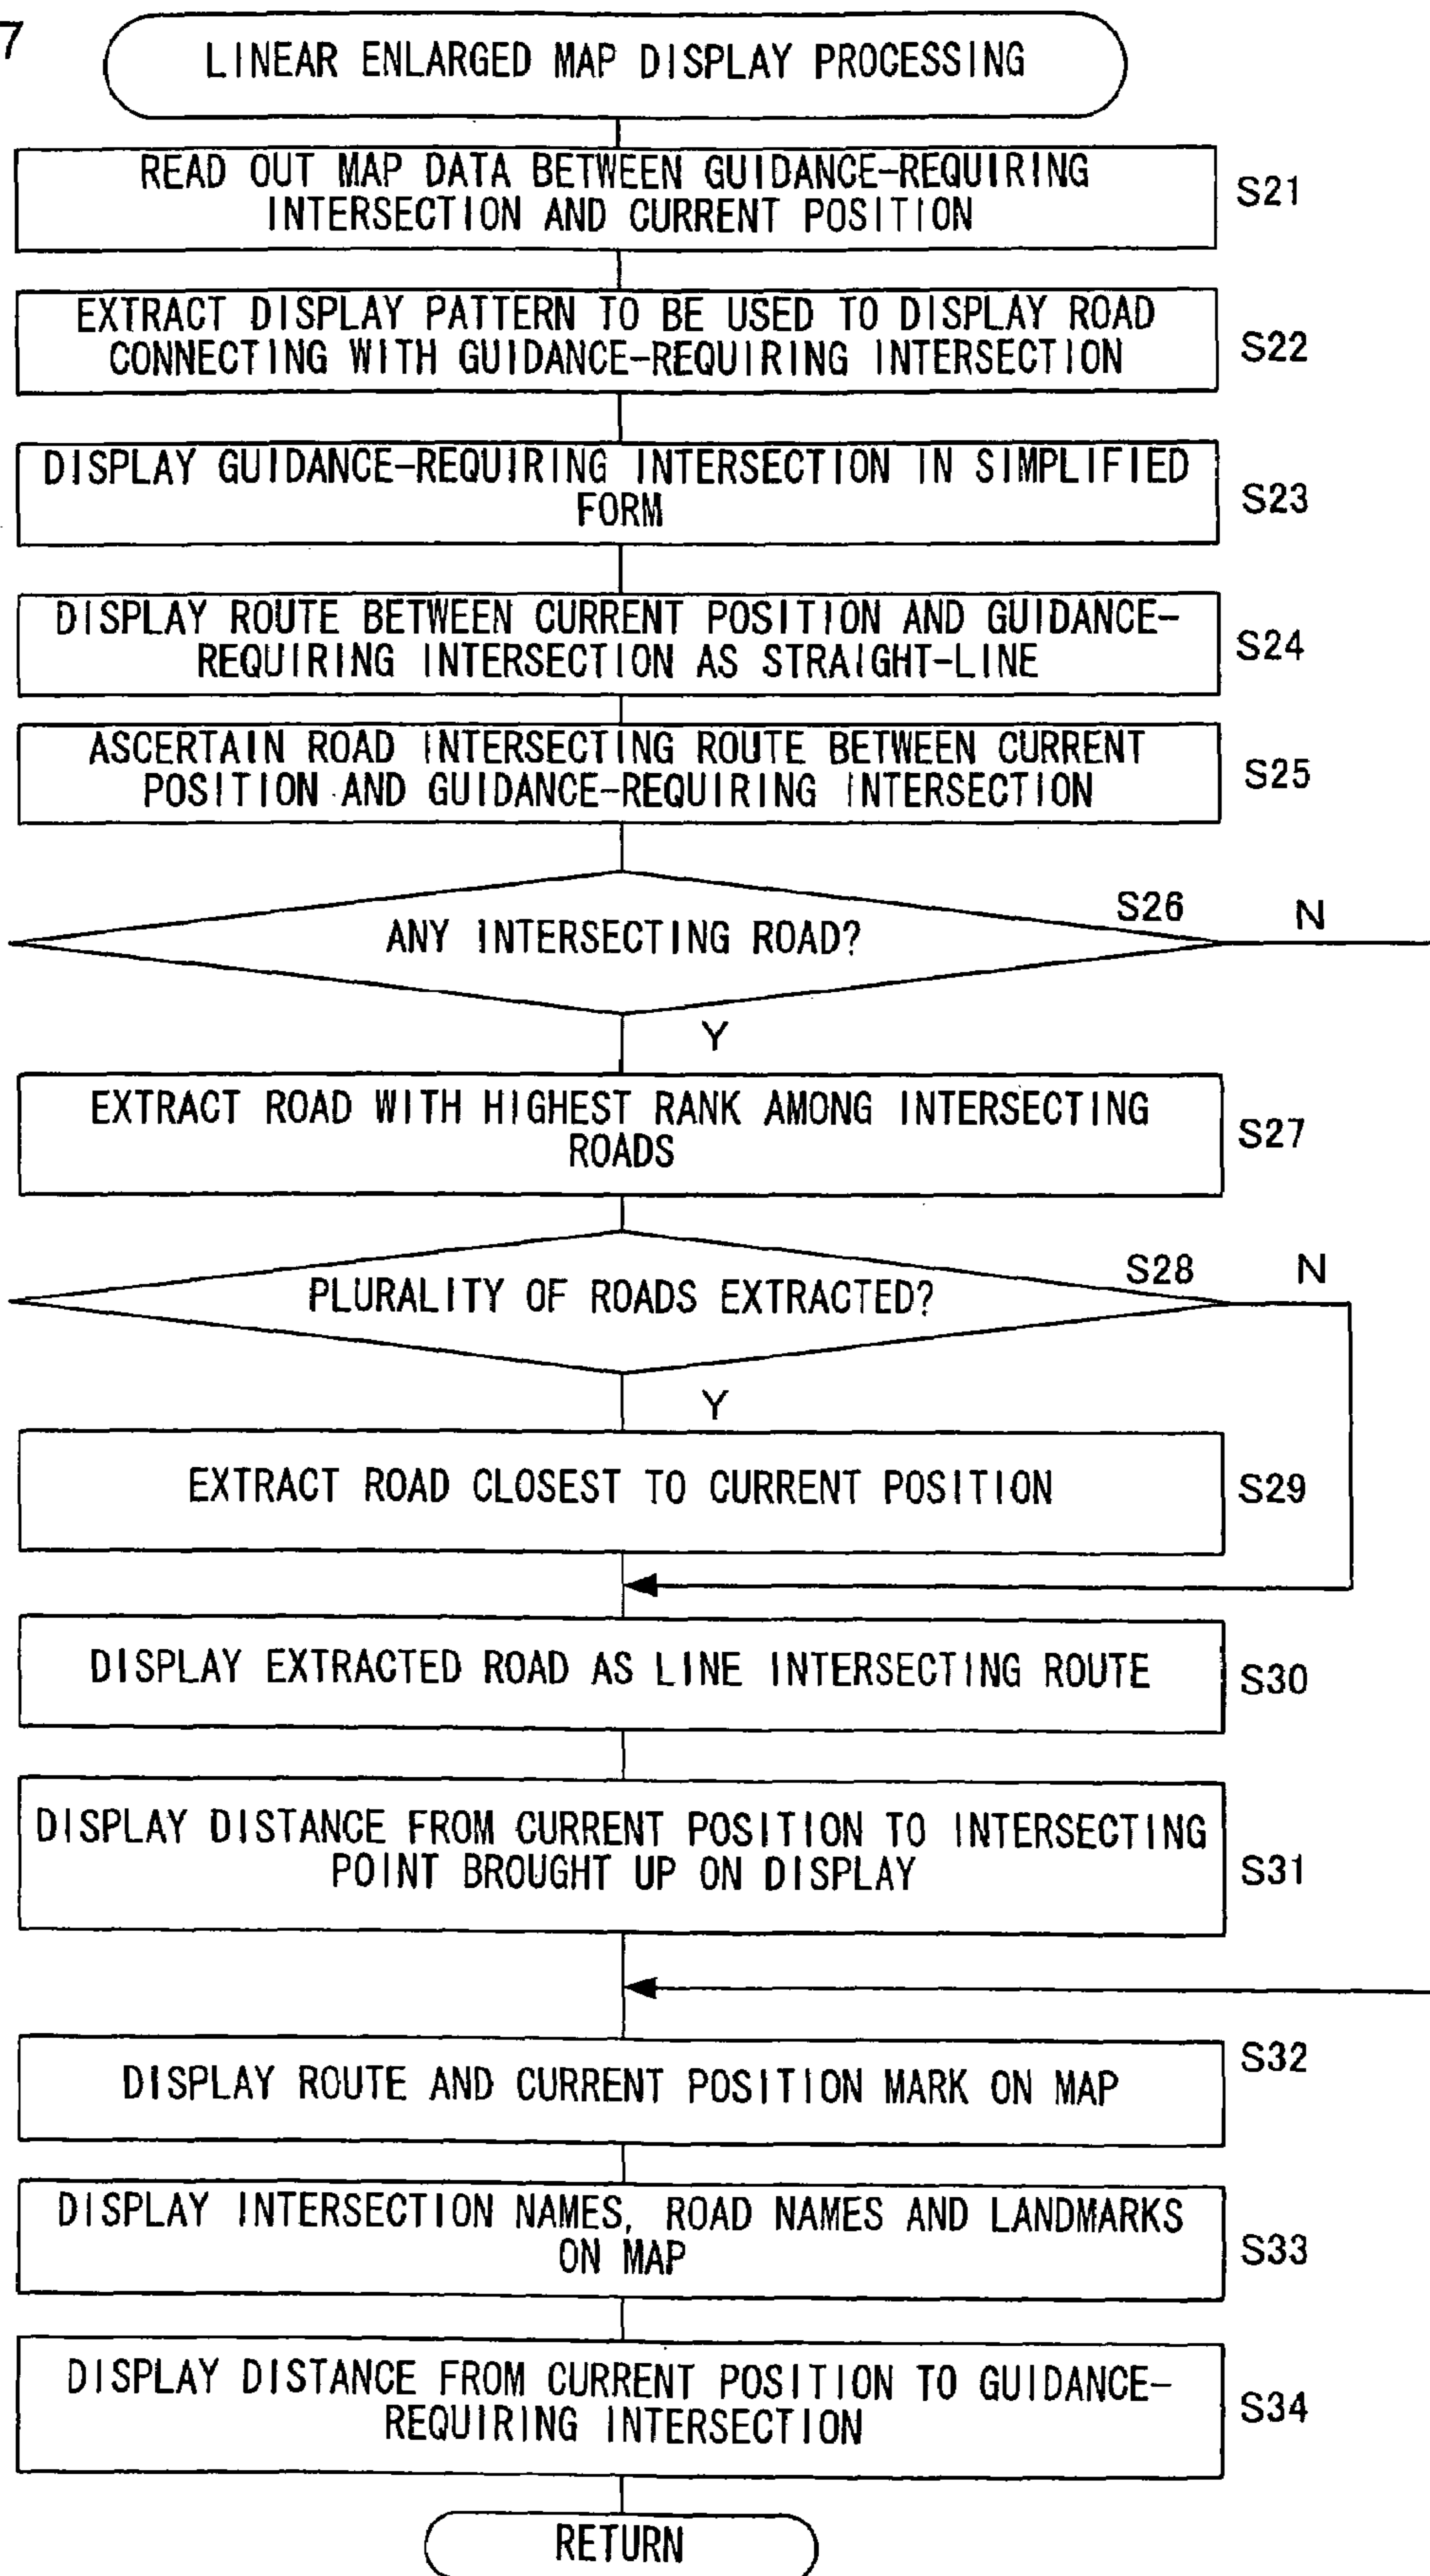 7
LINEAR ENLARGED MAP DISPLAY PROCESSING
READ OUT MAP DATA BETWEEN GUIDANCE-REQUIRING
INTERSECTION AND CURRENT POSITION
S21
EXTRACT DISPLAY PATTERN TO BE USED TO DISPLAY ROAD
CONNECTING WITH GUIDANCE-REQUIRING INTERSECTION
S22
DISPLAY GUIDANCE-REQUIRING INTERSECTION IN SIMPLIFIED
FORM
S23
DISPLAY ROUTE BETWEEN CURRENT POSITION AND GUIDANCE-
REQUIRING INTERSECTION AS STRAIGHT-LINE
S24
ASCERTAIN ROAD INTERSECTING ROUTE BETWEEN CURRENT
POSITION AND GUIDANCE-REQUIRING INTERSECTION
S25
ANY INTERSECTING ROAD?
S26
N
Y
EXTRACT ROAD WITH HIGHEST RANK AMONG INTERSECTING
ROADS
S27
PLURALITY OF ROADS EXTRACTED?
S28
N
Y
EXTRACT ROAD CLOSEST TO CURRENT POSITION
S29
DISPLAY EXTRACTED ROAD AS LINE INTERSECTING ROUTE
S30
DISPLAY DISTANCE FROM CURRENT POSITION TO INTERSECTING
POINT BROUGHT UP ON DISPLAY
S31
DISPLAY ROUTE AND CURRENT POSITION MARK ON MAP
S32
DISPLAY INTERSECTION NAMES, ROAD NAMES AND LANDMARKS
ON MAP
S33
DISPLAY DISTANCE FROM CURRENT POSITION TO GUIDANCE-
REQUIRING INTERSECTION
S34
RETURN